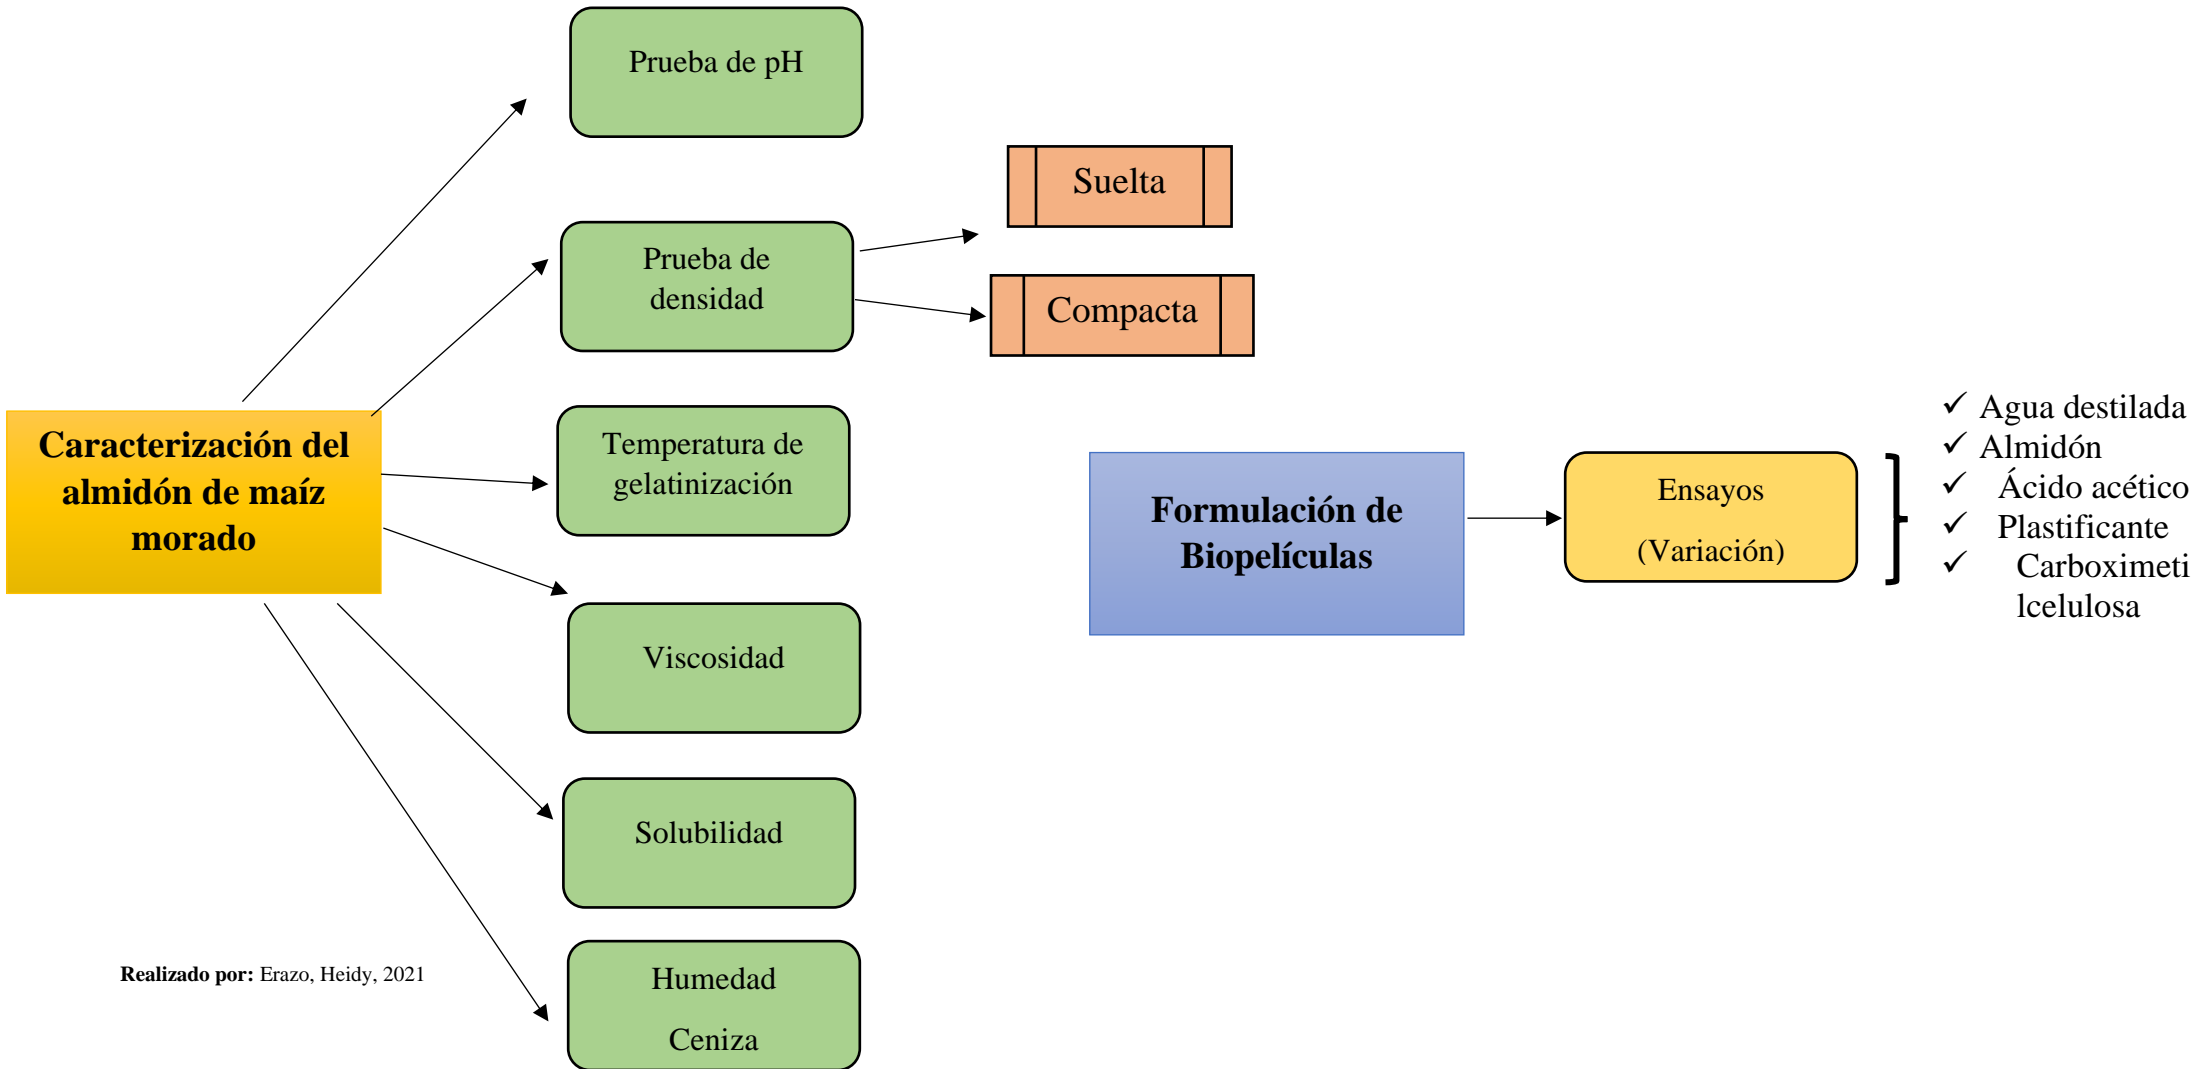 Prueba de pH
Suelta
Prueba de
densidad
Compacta
Caracterización del
almidón de maíz
morado
Temperatura de
gelatinización
Viscosidad
Solubilidad
Humedad
Ceniza
Formulación de
Biopelículas
Ensayos
(Variación)
✓ Agua destilada
✓ Almidón
✓ Ácido acético
✓ Plastificante
✓ Carboximeti
lcelulosa
Realizado por: Erazo, Heidy, 2021